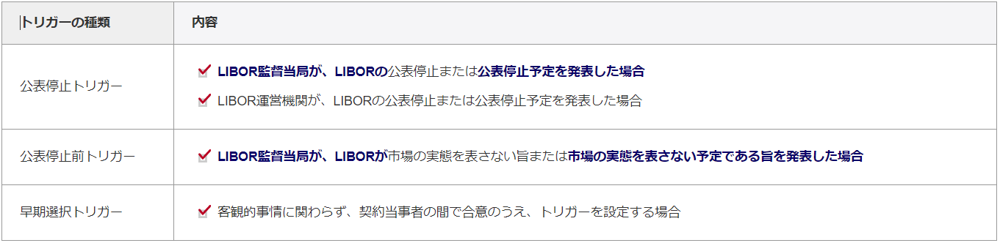 トリガーの種類
内容
公表停止トリガー
LIBOR監督当局が、LIBORの公表停止または公表停止予定を発表した場合
LIBOR運営機関が、LIBORの公表停止または公表停止予定を発表した場合
公表停止前トリガー
LIBOR監督当局が、LIBORが市場の実態を表さない旨または市場の実態を表さない予定である旨を発表した場合
早期選択トリガー
客観的事情に関わらず、契約当事者の間で合意のうえ、トリガーを設定する場合